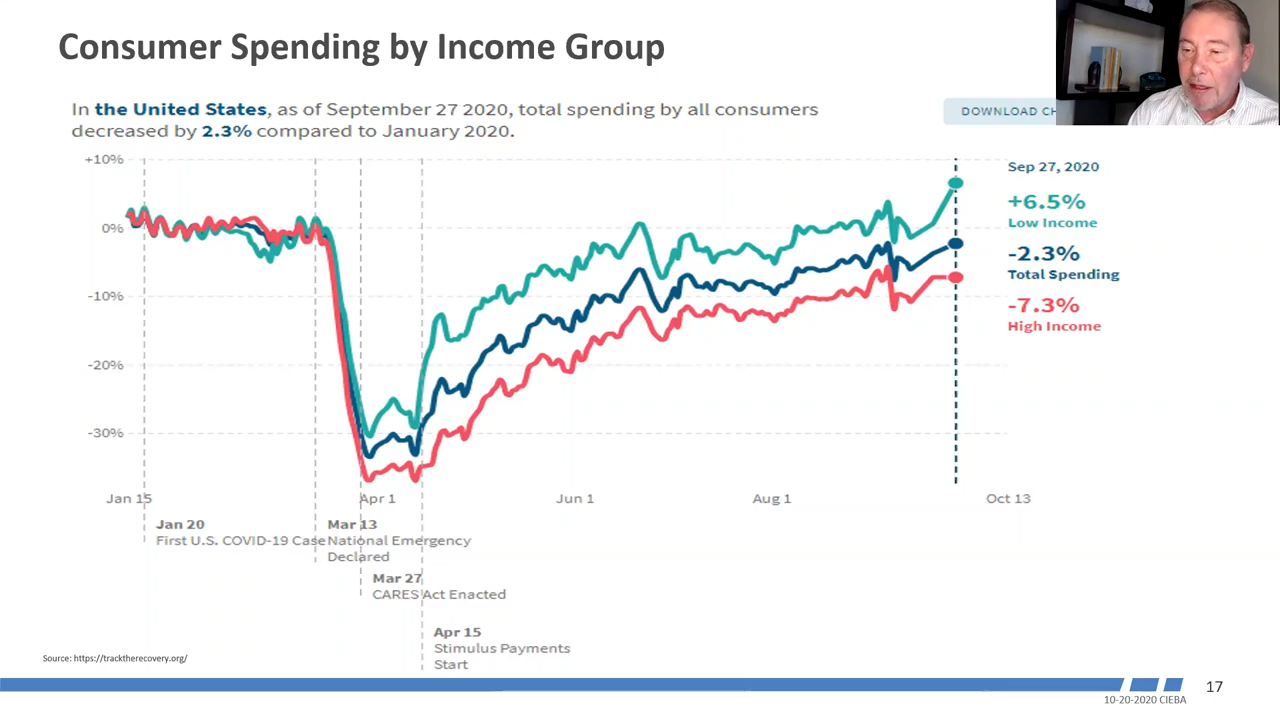 Consumer Spending by Income Group
In the United States, as of September 27 2020, total spending by all consumers
decreased by 2.3% compared to January 2020.
DOWNLOAD
+10%
0%
-10%
-20%
-30%
Sep 27, 2020
+6.5%
Low Income
-2.3%
Total Spending
-7.3%
High Income
Jan 15
Apr 1
Jun 1
Aug 1
Oct 13
Jan 20
First U.S. COVID-19 Case
Mar 13
National Emergency
Declared
Mar 27
CARES Act Enacted
Apr 15
Stimulus Payments
Start
Source: https://tracktherecovery.org/
17
10-20-2020 CIEBA